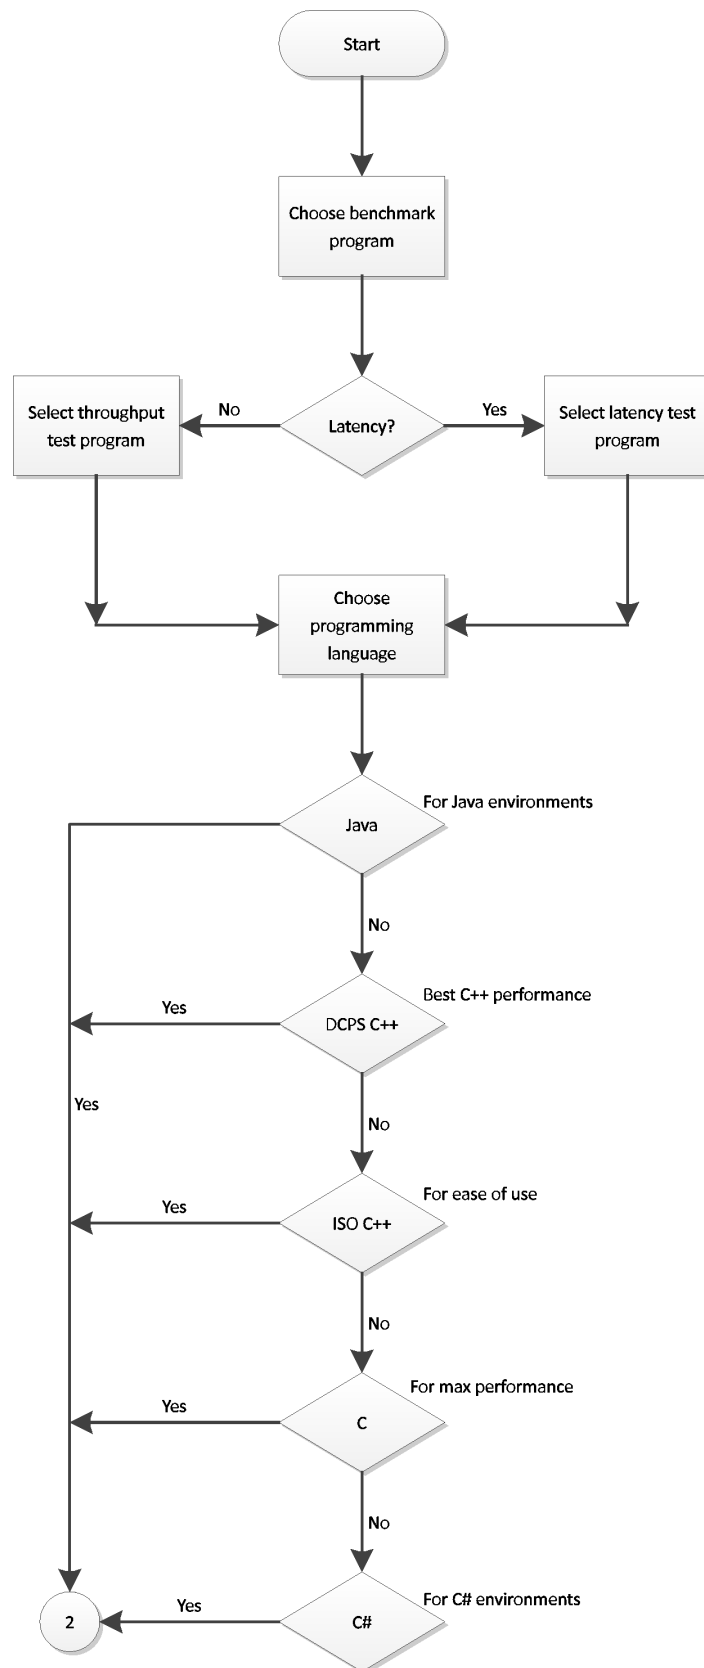 Start
Choose benchmark
program
Select throughput
test program
No
Latency?
Yes
Select latency test
program
Choose
programming
language
For Java environments
Java
No
Best C++ performance
Yes
DCPS C++
Yes
No
For ease of use
Yes
ISO C++
No
For max performance
Yes
C
No
For C# environments
Yes
2
C#